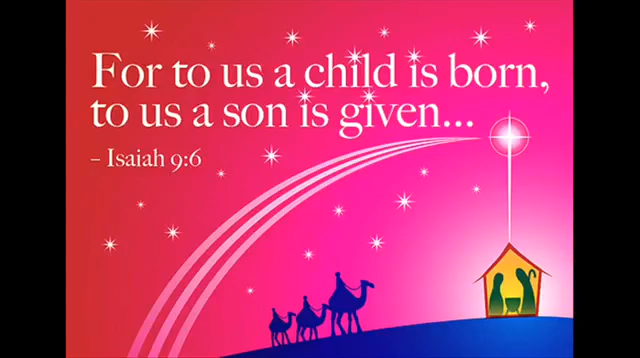 For to us a child is born,
to us a son is given...
– Isaiah 9:6